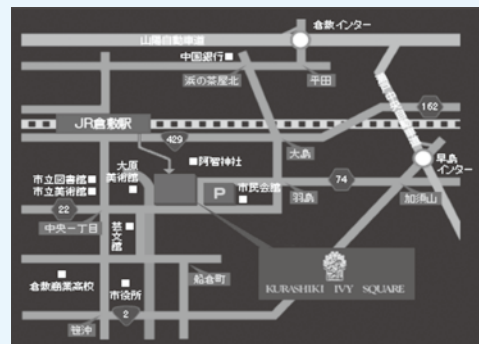 倉敷インター
山陽自動車道
中国銀行
浜の茶屋北
平田
162
JR倉敷駅
429
阿智神社
大島
早島
インター
大原
美術館
市立図書館
市立美術館
P
市民会館
羽島
74
加須山
22
中央一丁目
芸文館
船倉町
倉敷商業高校
市役所
笹沖
2
KURASHIKI IVY SQUARE